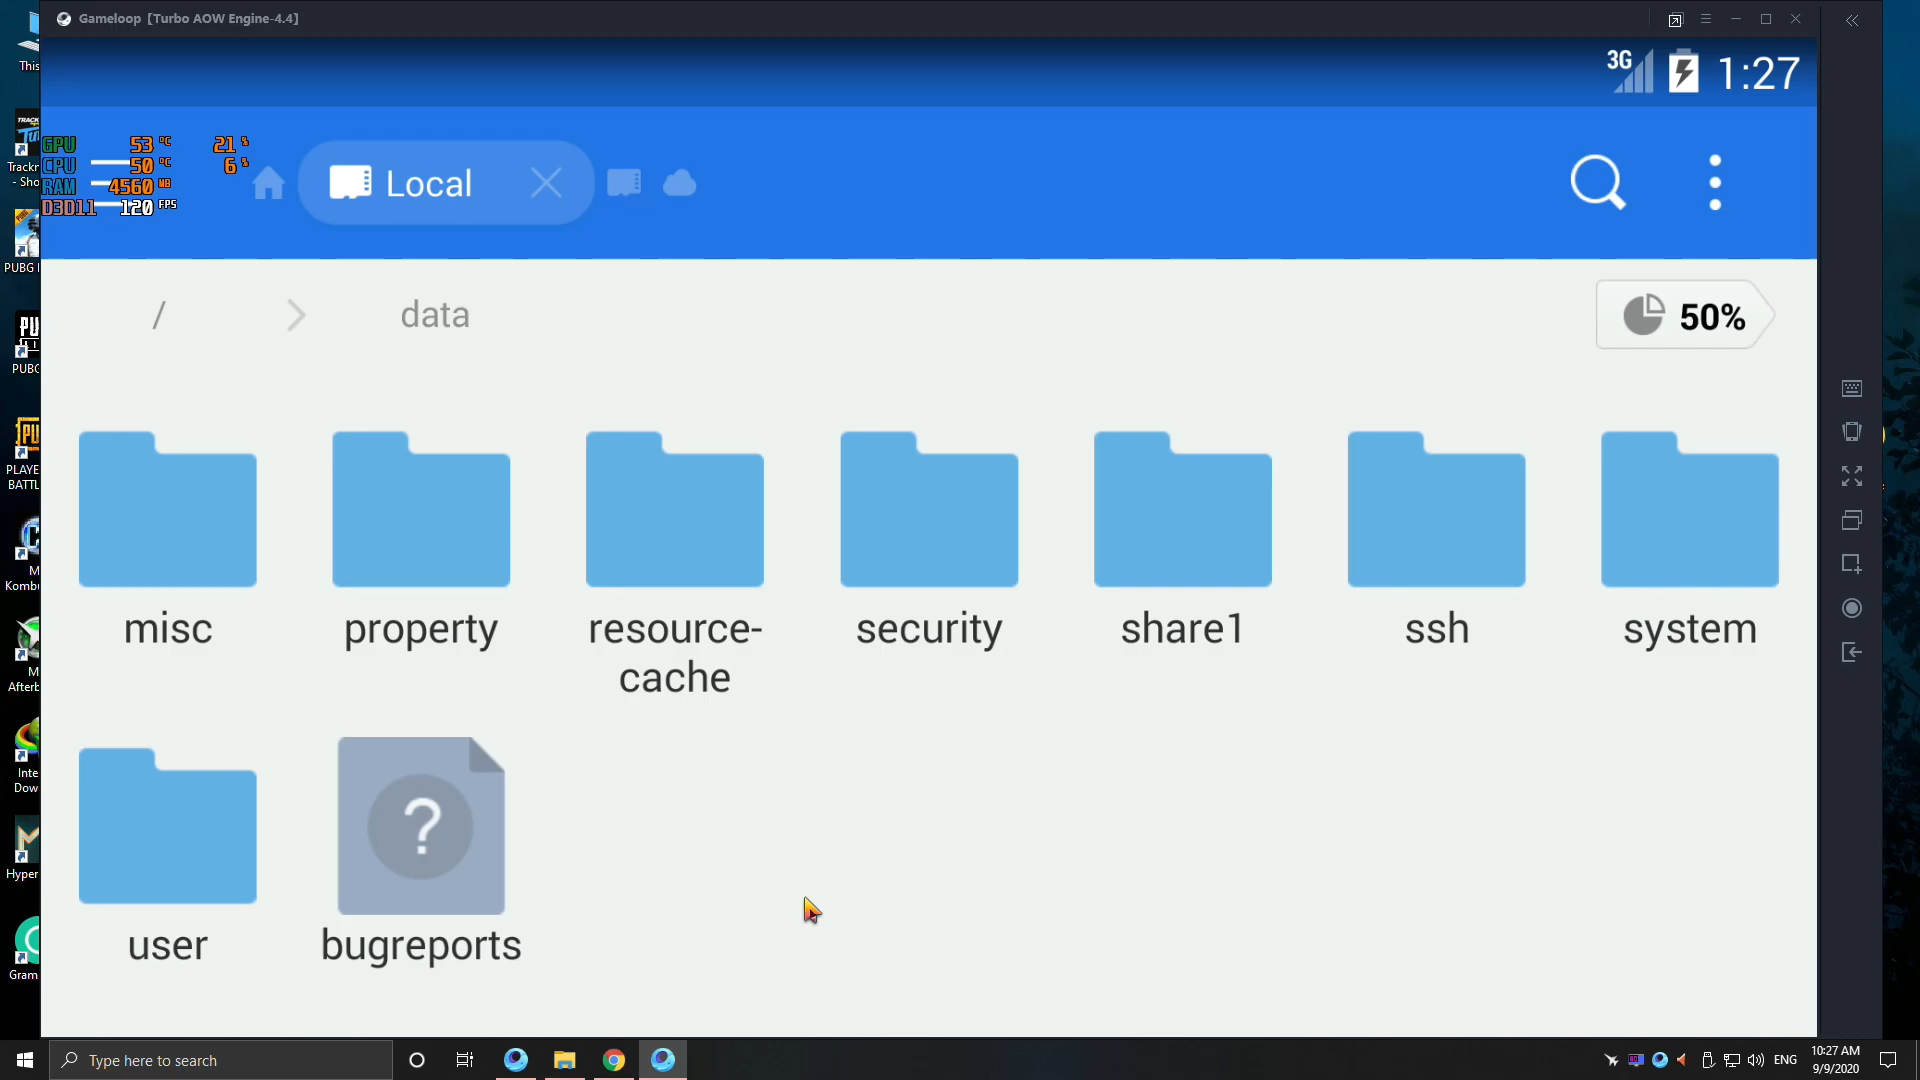 Gameloop [Turbo AOW Engine-4.4]
This
3G 1:27
GPU 53 °C 21 %
CPU 50 °C 6 %
RAM 4560 MB
D3D11 120 FPS
Local
/ data 50%
misc property resource-cache security share1 ssh system
user bugreports
Trackm
- Sho
PUBG
PUBG
PLAYE
BATTL
M
Kombu
M
Afterb
Inte
Dow
Hyper
Gram
Type here to search
ENG
10:27 AM
9/9/2020